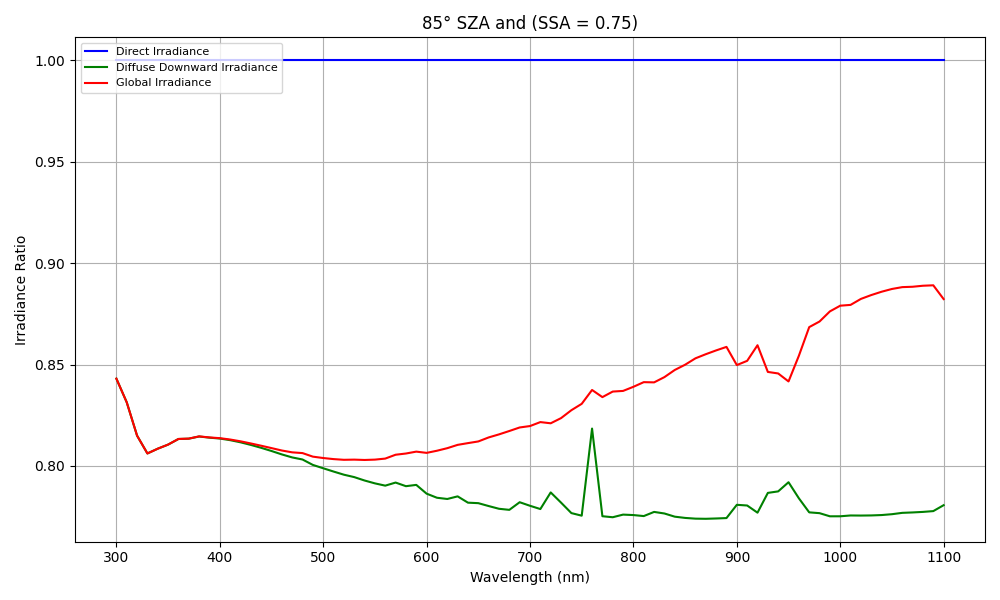 85° SZA and (SSA = 0.75)
Direct Irradiance
Diffuse Downward Irradiance
Global Irradiance
1.00
0.95
0.90
0.85
0.80
Irradiance Ratio
300 400 500 600 700 800 900 1000 1100
Wavelength (nm)